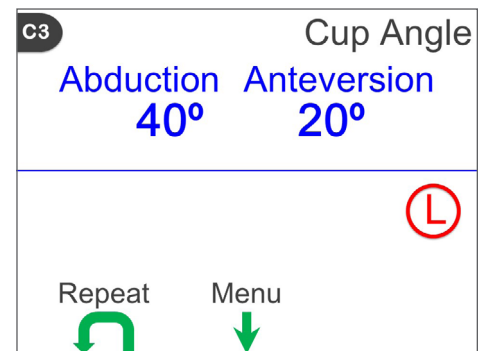 C3
Cup Angle
Abduction Anteversion
40º 20º
L
Repeat Menu